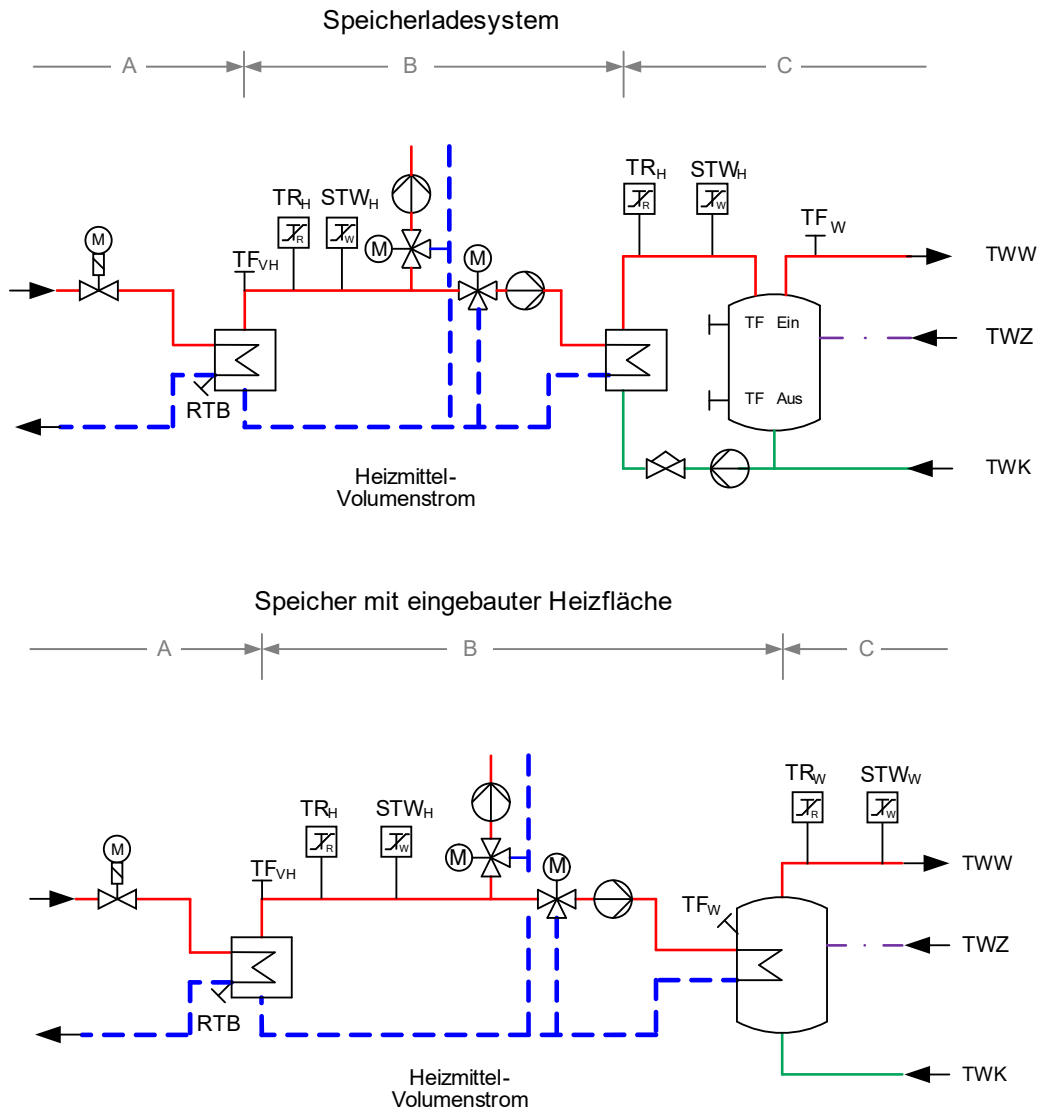 Speicherladesystem
A B C
TRH STWH
TRH STWH
M
TFVH
M
M
TFW
TWW
TF Ein
TWZ
RTB
TF Aus
TWK
Heizmittel-
Volumenstrom
Speicher mit eingebauter Heizfläche
A B C
TRH STWH
TRW STWW
M
TFVH
M
M
TWW
TFW
TWZ
RTB
TWK
Heizmittel-
Volumenstrom